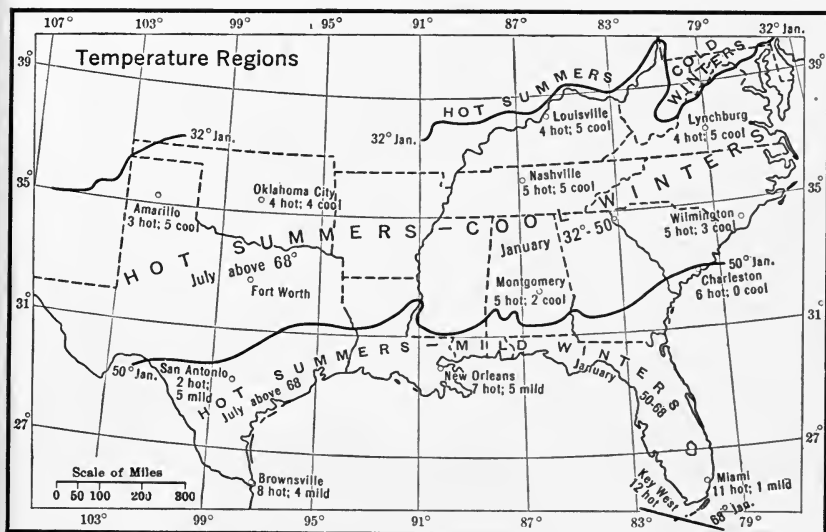 107° 103° 99° 95° 91° 87° 83° 79° 32° Jan.
Temperature Regions
39° 39°
COLD
WINTERS
HOT SUMMERS
Louisville
4 hot; 5 cool
Lynchburg
4 hot; 5 cool
32° Jan.
32° Jan.
35° 35°
Oklahoma City
4 hot; 4 cool
Nashville
5 hot; 5 cool
Amarillo
3 hot; 5 cool
Wilmington
5 hot; 3 cool
HOT SUMMERS-COOL WINTERS
July above 68°
January 32°-50°
Fort Worth
50° Jan.
Charleston
6 hot; 0 cool
Montgomery
5 hot; 2 cool
31° 31°
50° Jan.
San Antonio
2 hot;
5 mild
HOT SUMMERS-MILD WINTERS
July above 68
January
50-68
New Orleans
7 hot; 5 mild
27° 27°
Scale of Miles
0 50 100 200 300
Brownsville
8 hot; 4 mild
Key West
12 hot
Miami
11 hot; 1 mild
68° Jan.
103° 99° 95° 91° 87° 83° 79°